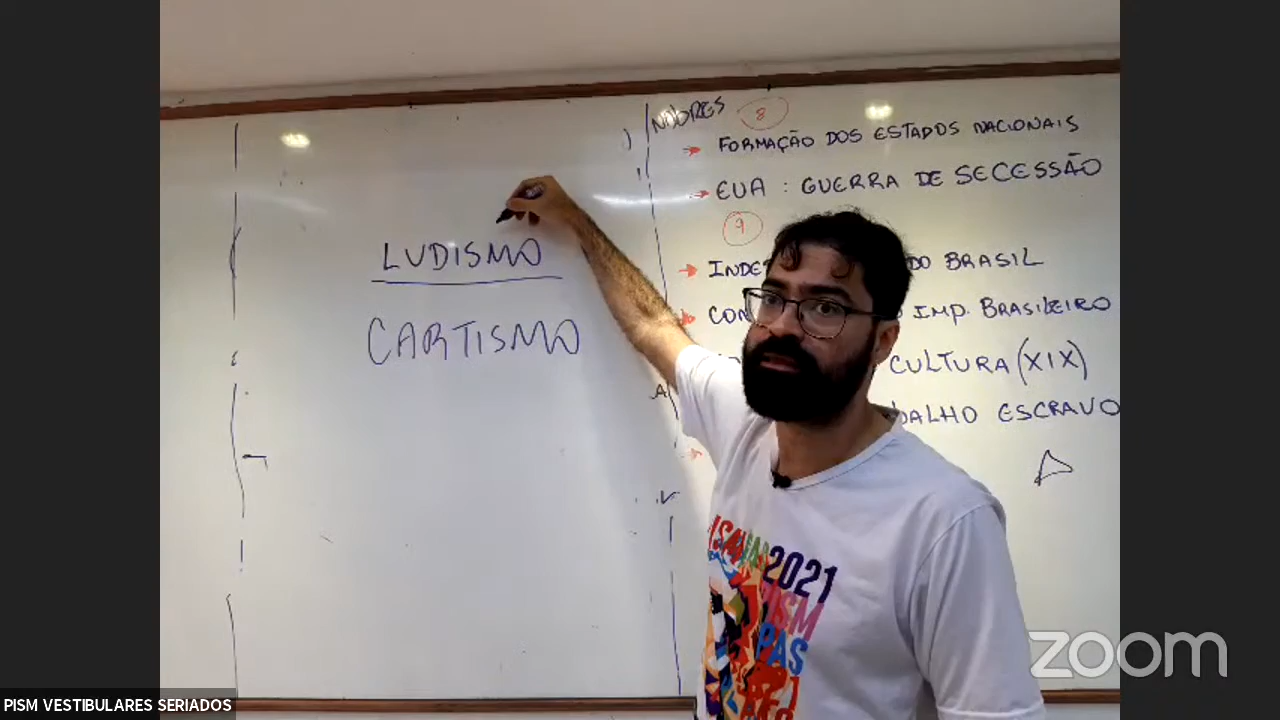 NOBRES
8
FORMAÇÃO DOS ESTADOS NACIONAIS
EUA : GUERRA DE SECESSÃO
LUDISMO
CARTISMO
9
DO BRASIL
IMP. BRASILEIRO
CULTURA (XIX)
ESCRAVO
2021
PISM
PAS
zoom
PISM VESTIBULARES SERIADOS